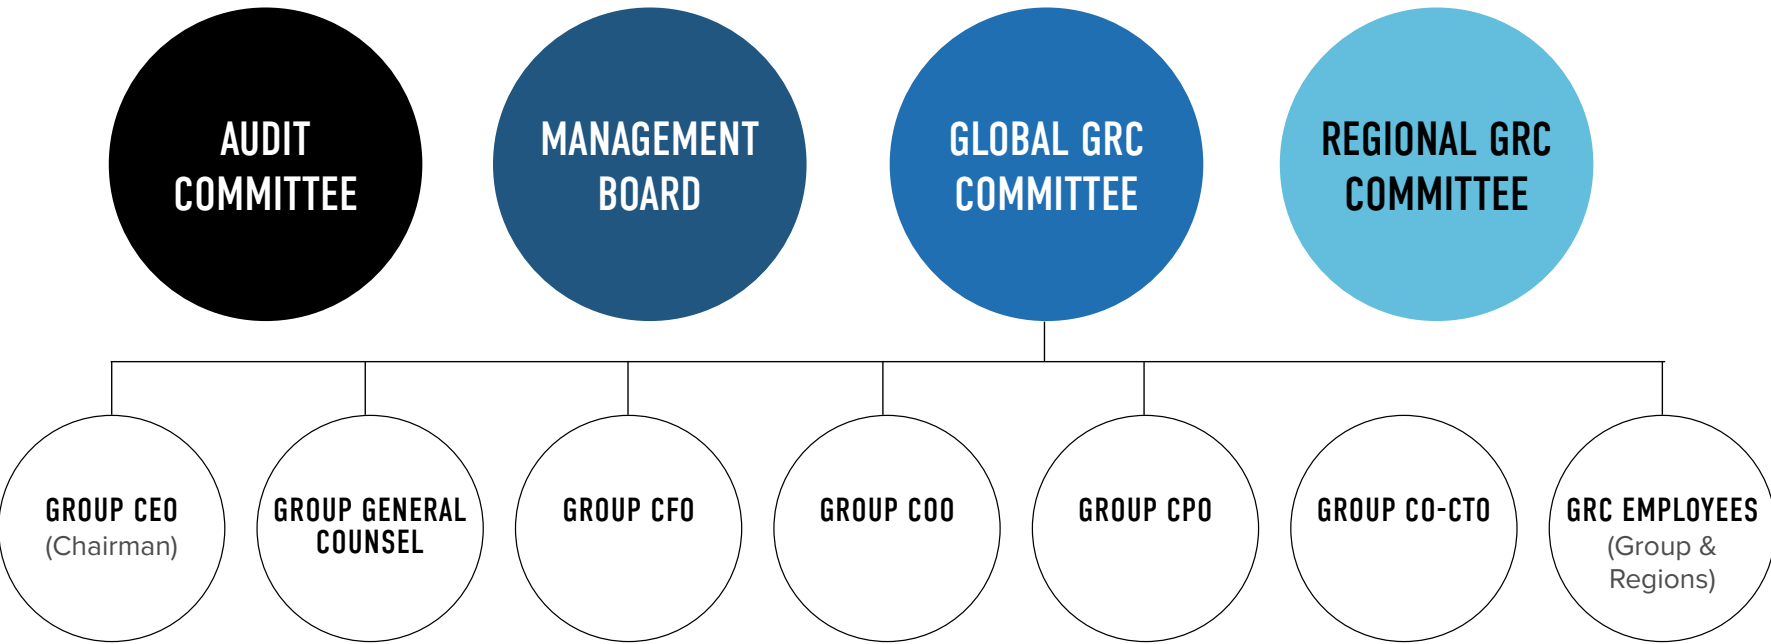 AUDIT
COMMITTEE
MANAGEMENT
BOARD
GLOBAL GRC
COMMITTEE
REGIONAL GRC
COMMITTEE
GROUP CEO
(Chairman)
GROUP GENERAL
COUNSEL
GROUP CFO
GROUP COO
GROUP CPO
GROUP CO-CTO
GRC EMPLOYEES
(Group &
Regions)